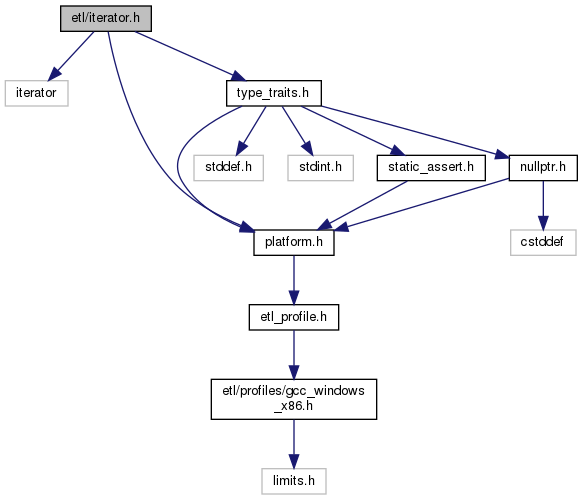 etl/iterator.h
iterator
type_traits.h
stddef.h
stdint.h
static_assert.h
nullptr.h
platform.h
cstddef
etl_profile.h
etl/profiles/gcc_windows
_x86.h
limits.h